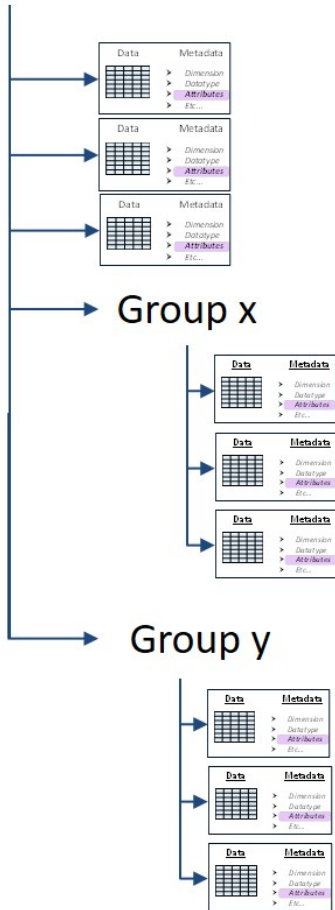 Data Metadata
Dimension
Datatype
Attributes
Etc...
Data Metadata
Dimension
Datatype
Attributes
Etc...
Data Metadata
Dimension
Datatype
Attributes
Etc...
Group x
Data Metadata
Dimension
Datatype
Attributes
Etc...
Data Metadata
Dimension
Datatype
Attributes
Etc...
Data Metadata
Dimension
Datatype
Attributes
Etc...
Group y
Data Metadata
Dimension
Datatype
Attributes
Etc...
Data Metadata
Dimension
Datatype
Attributes
Etc...
Data Metadata
Dimension
Datatype
Attributes
Etc...